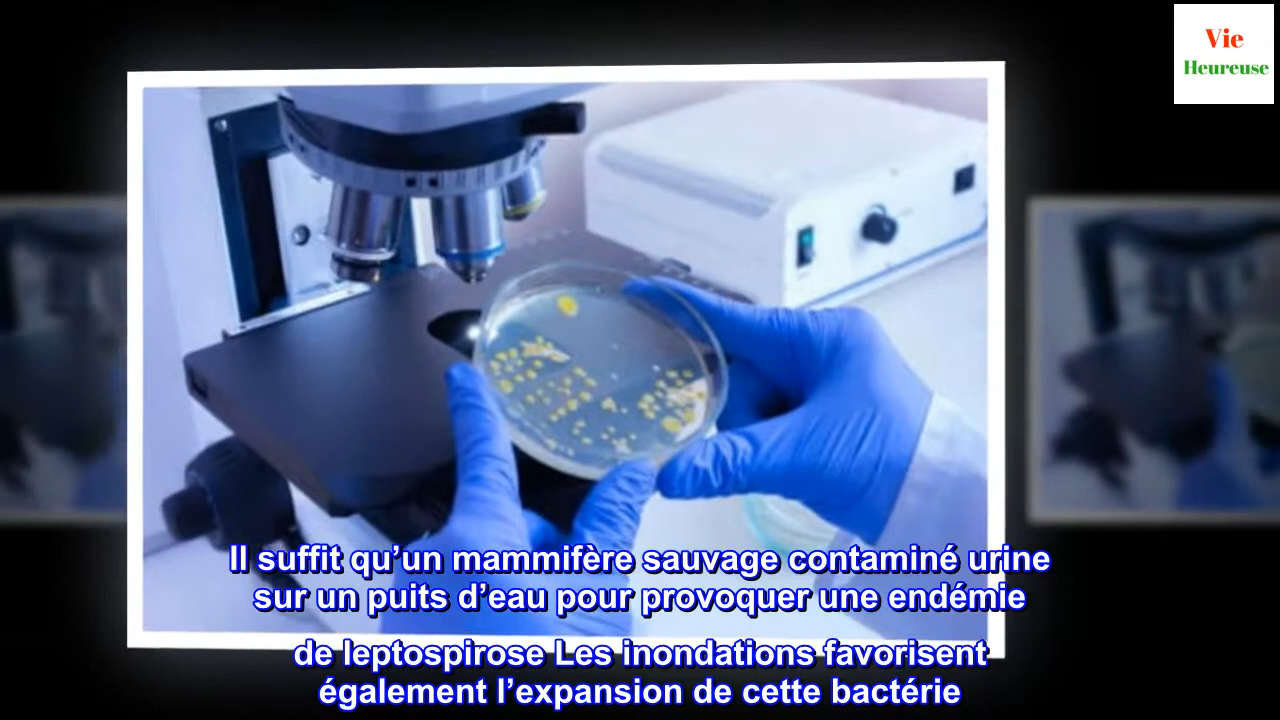 Vie
Heureuse
Il suffit qu’un mammifère sauvage contaminé urine
sur un puits d’eau pour provoquer une endémie
de leptospirose Les inondations favorisent
également l’expansion de cette bactérie